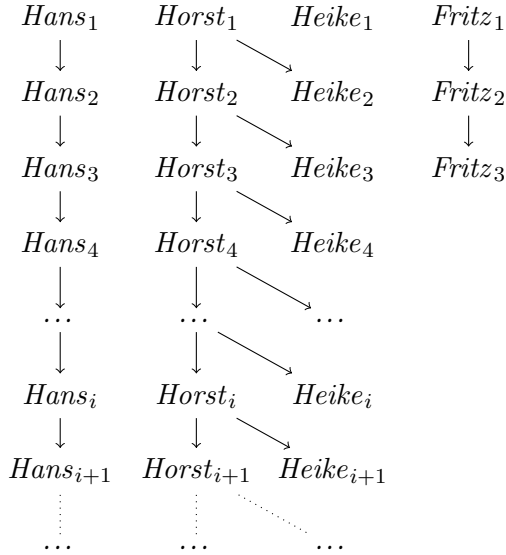 Hans₁ Horst₁ Heike₁ Fritz₁
Hans₂ Horst₂ Heike₂ Fritz₂
Hans₃ Horst₃ Heike₃ Fritz₃
Hans₄ Horst₄ Heike₄
... ... ...
Hansᵢ Horstᵢ Heikeᵢ
Hansᵢ₊₁ Horstᵢ₊₁ Heikeᵢ₊₁
... ... ...